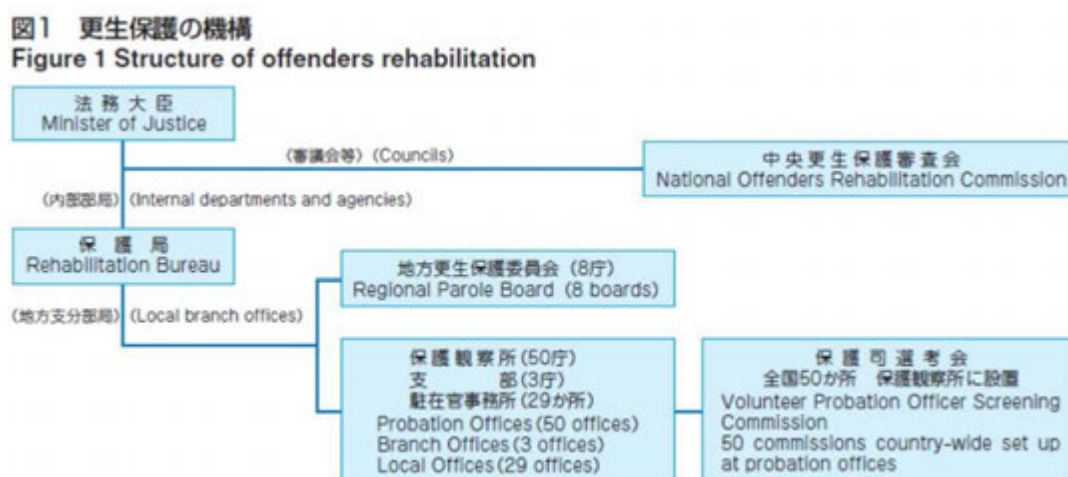 図1 更生保護の機構
Figure 1 Structure of offenders rehabilitation
法務大臣
Minister of Justice
(審議会等) (Councils)
中央更生保護審査会
National Offenders Rehabilitation Commission
(内部部局) (Internal departments and agencies)
保護局
Rehabilitation Bureau
地方更生保護委員会 (8庁)
Regional Parole Board (8 boards)
(地方支分部局) (Local branch offices)
保護観察所(50庁)
支部(3庁)
駐在官事務所(29か所)
Probation Offices (50 offices)
Branch Offices (3 offices)
Local Offices (29 offices)
保護司選考会
全国50か所 保護観察所に設置
Volunteer Probation Officer Screening
Commission
50 commissions country-wide set up
at probation offices